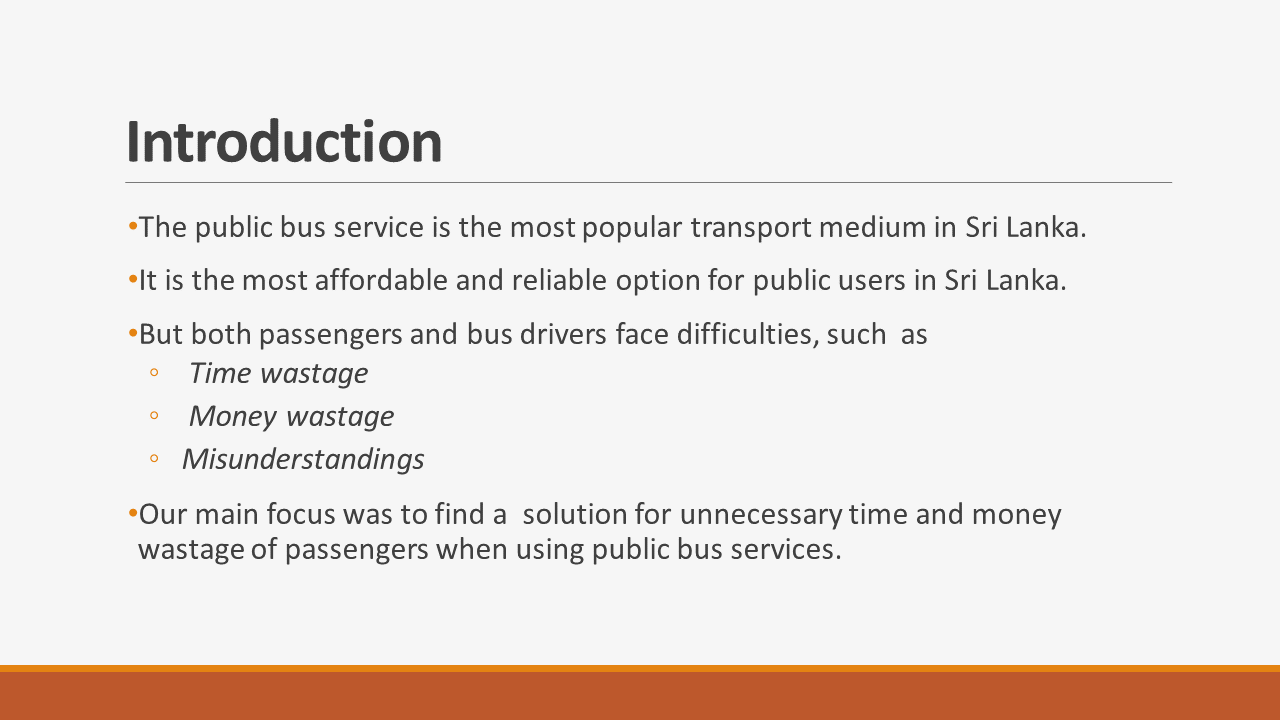 Introduction
•The public bus service is the most popular transport medium in Sri Lanka.
•It is the most affordable and reliable option for public users in Sri Lanka.
•But both passengers and bus drivers face difficulties, such  as
◦ Time wastage
◦ Money wastage
◦ Misunderstandings
•Our main focus was to find a  solution for unnecessary time and money
wastage of passengers when using public bus services.